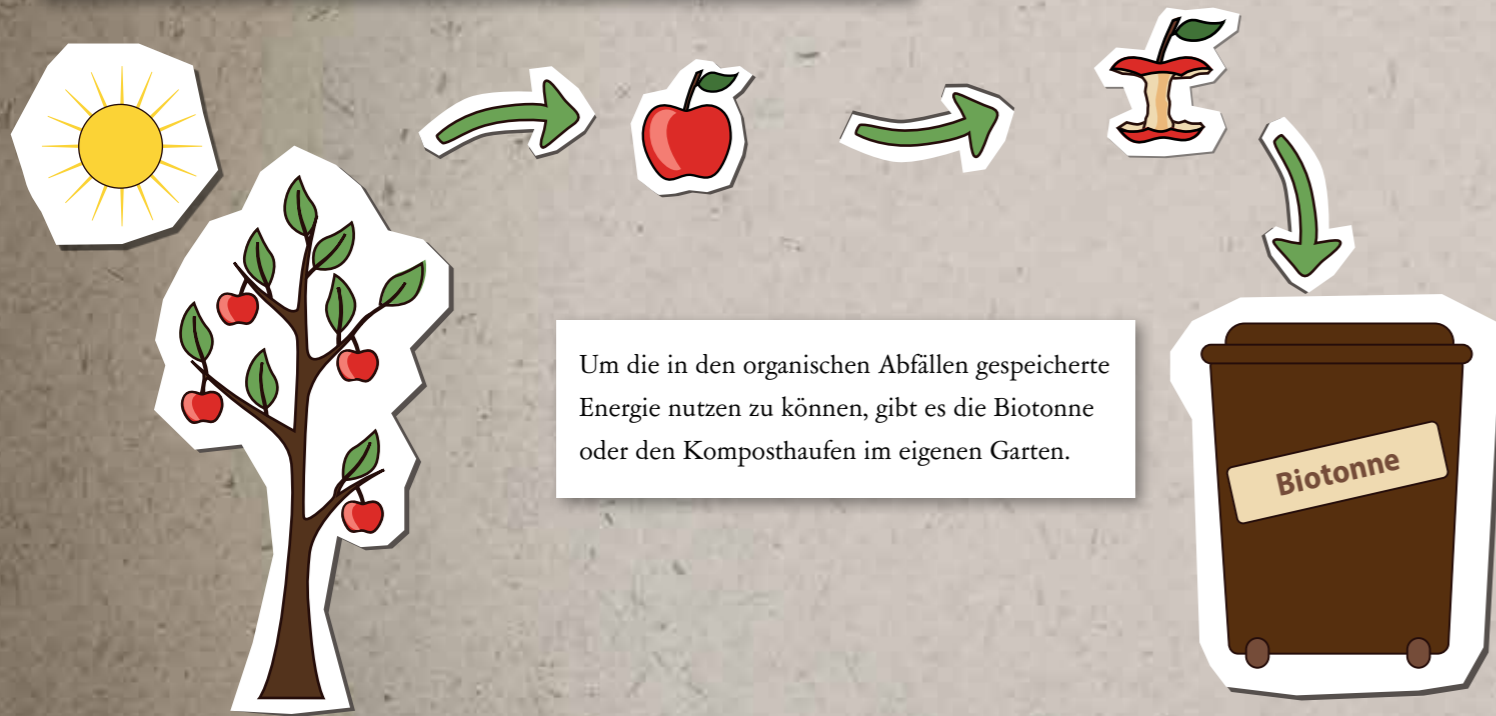 Um die in den organischen Abfällen gespeicherte
Energie nutzen zu können, gibt es die Biotonne
oder den Komposthaufen im eigenen Garten.
Biotonne